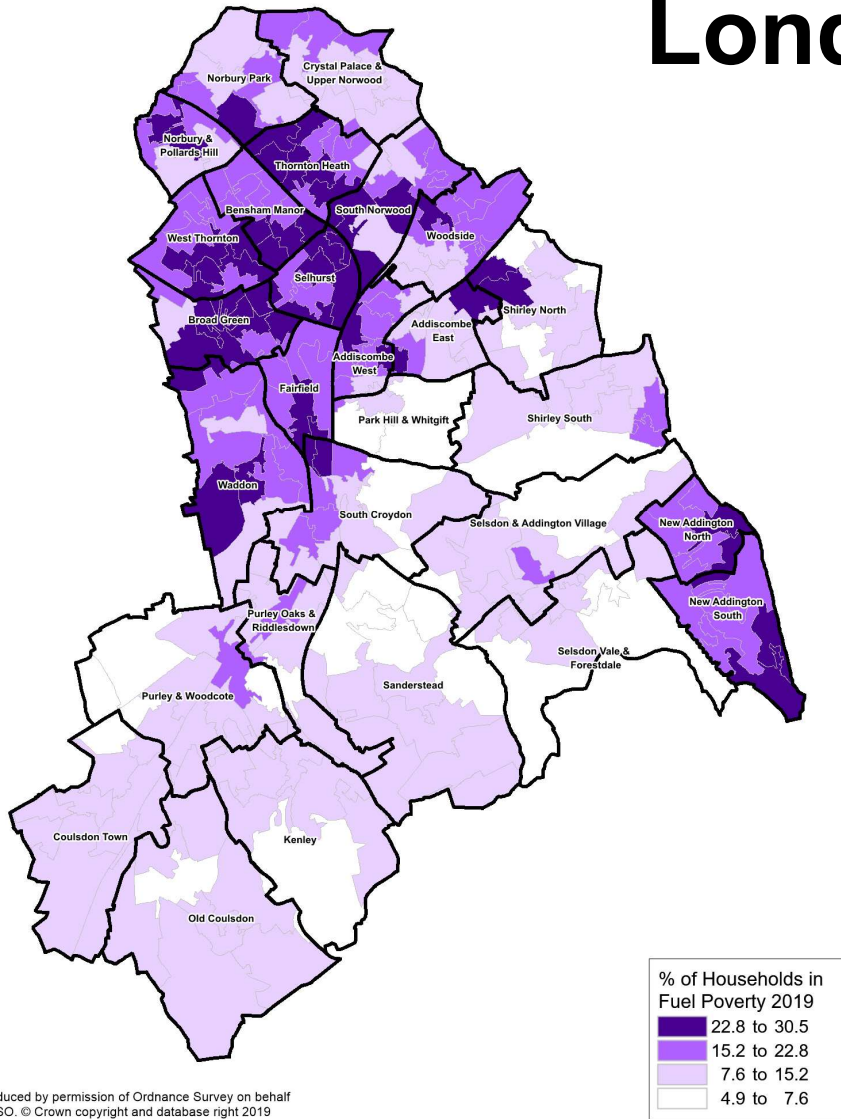 Lond
Norbury Park
Crystal Palace &
Upper Norwood
Norbury &
Pollards Hill
Thornton Heath
Bensham Manor
South Norwood
West Thornton
Woodside
Selhurst
Broad Green
Shirley North
Addiscombe
East
Addiscombe
West
Fairfield
Park Hill & Whitgift
Shirley South
Waddon
South Croydon
Selsdon & Addington Village
New Addington
North
New Addington
South
Purley Oaks &
Riddlesdown
Selsdon Vale &
Forestdale
Sanderstead
Purley & Woodcote
Coulsdon Town
Kenley
Old Coulsdon
% of Households in
Fuel Poverty 2019
22.8 to 30.5
15.2 to 22.8
7.6 to 15.2
4.9 to 7.6
duced by permission of Ordnance Survey on behalf
SO. © Crown copyright and database right 2019